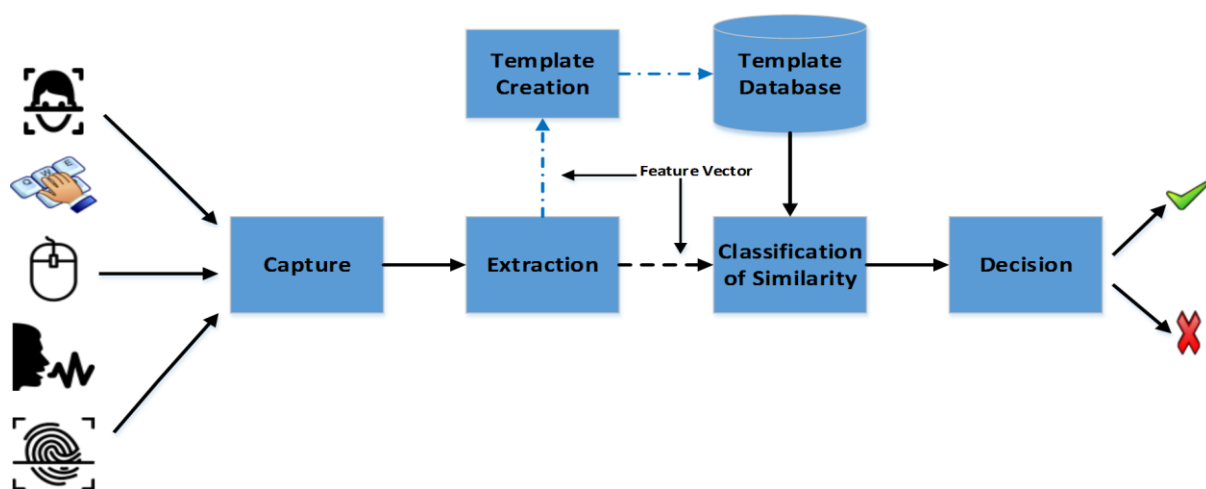 Template
Creation
Template
Database
Feature Vector
Q W E
Capture
Extraction
Classification
of Similarity
Decision